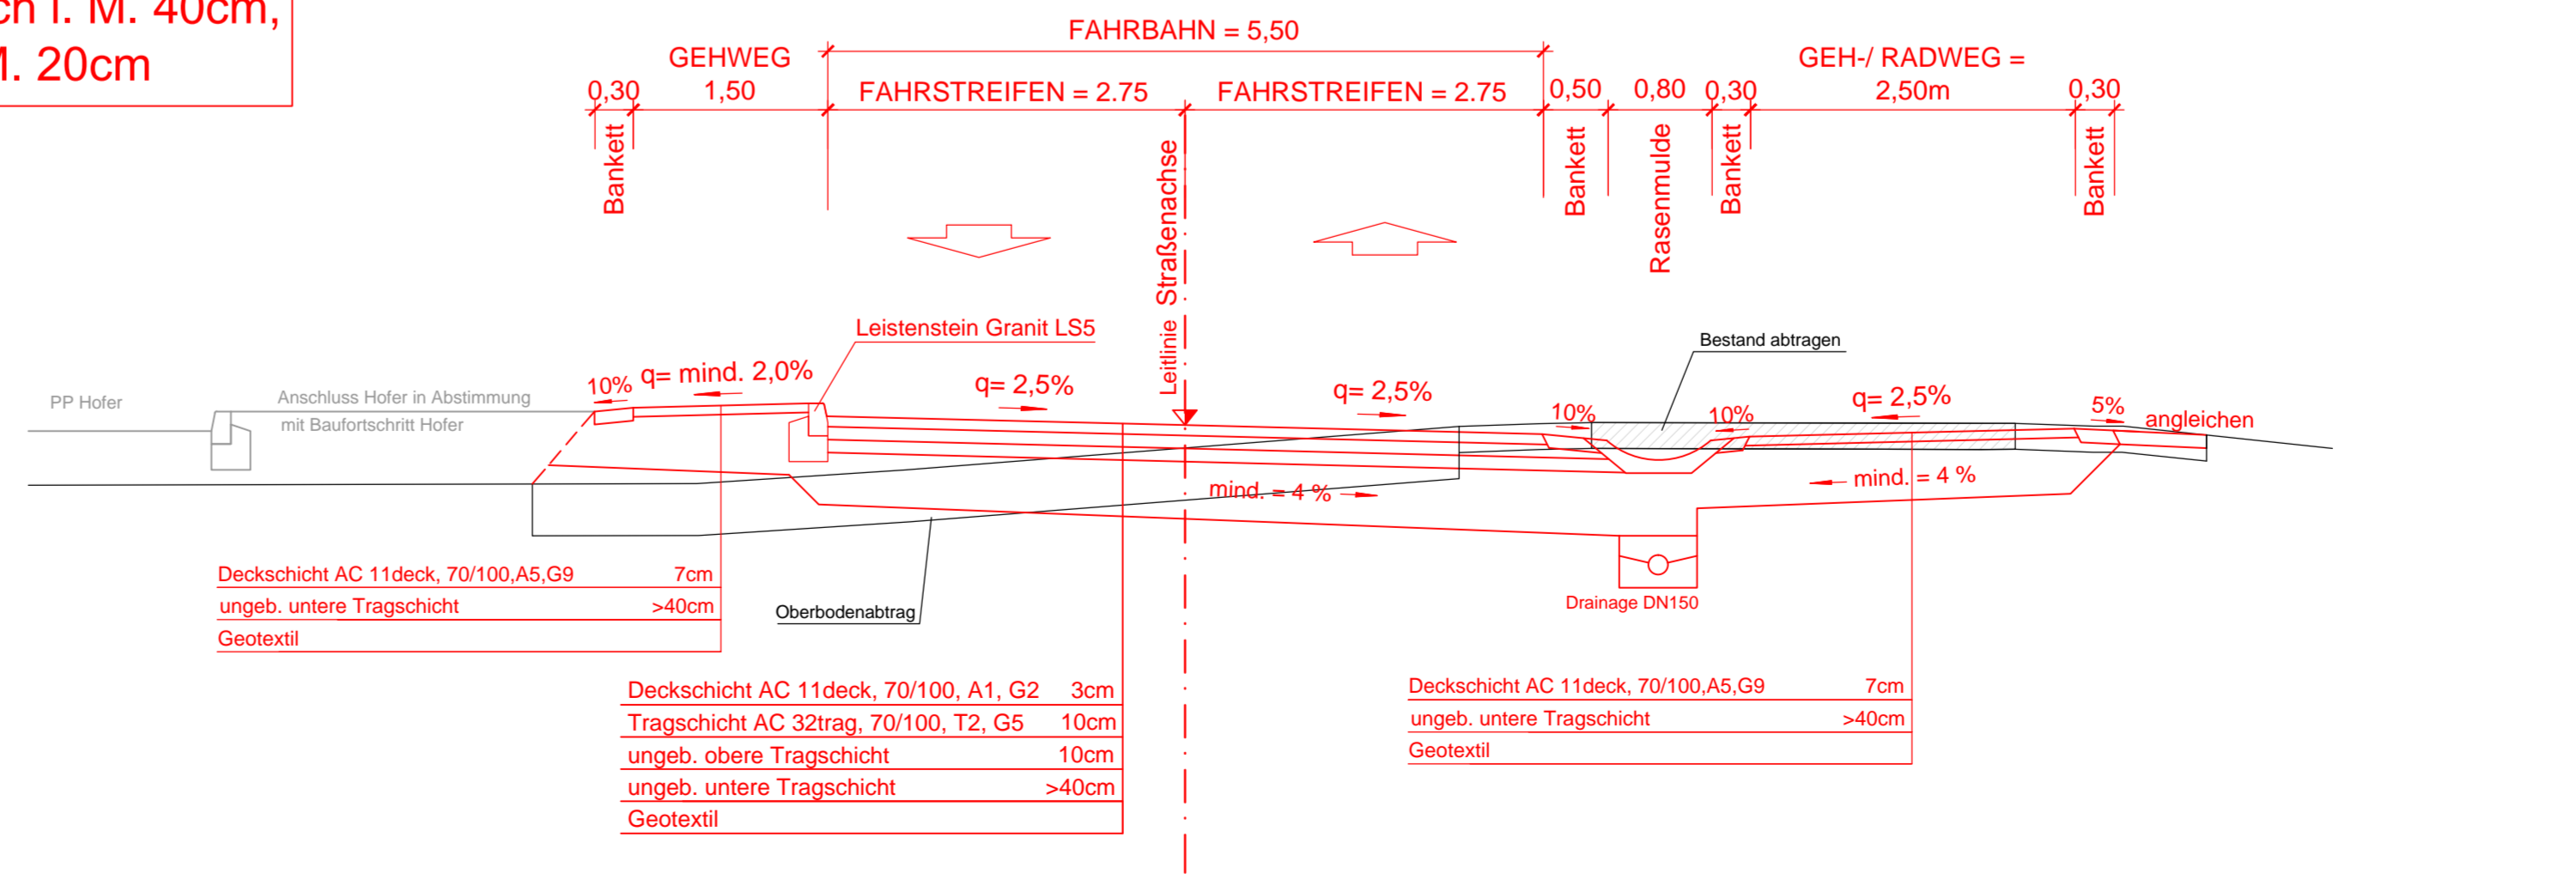 ch i. M. 40cm,
M. 20cm
FAHRBAHN = 5,50
GEHWEG
GEH-/ RADWEG =
0,30
1,50
FAHRSTREIFEN = 2.75
FAHRSTREIFEN = 2.75
0,50
0,80
0,30
2,50m
0,30
Bankett
Leitlinie Straßenachse
Bankett
Rasenmulde
Bankett
Bankett
Leistenstein Granit LS5
Bestand abtragen
PP Hofer
Anschluss Hofer in Abstimmung
mit Baufortschritt Hofer
10%
q= mind. 2,0%
q= 2,5%
q= 2,5%
10%
10%
q= 2,5%
5%
angleichen
mind. = 4 %
mind. = 4 %
Deckschicht AC 11deck, 70/100,A5,G9 7cm
ungeb. untere Tragschicht >40cm
Geotextil
Oberbodenabtrag
Drainage DN150
Deckschicht AC 11deck, 70/100, A1, G2 3cm
Tragschicht AC 32trag, 70/100, T2, G5 10cm
ungeb. obere Tragschicht 10cm
ungeb. untere Tragschicht >40cm
Geotextil
Deckschicht AC 11deck, 70/100,A5,G9 7cm
ungeb. untere Tragschicht >40cm
Geotextil